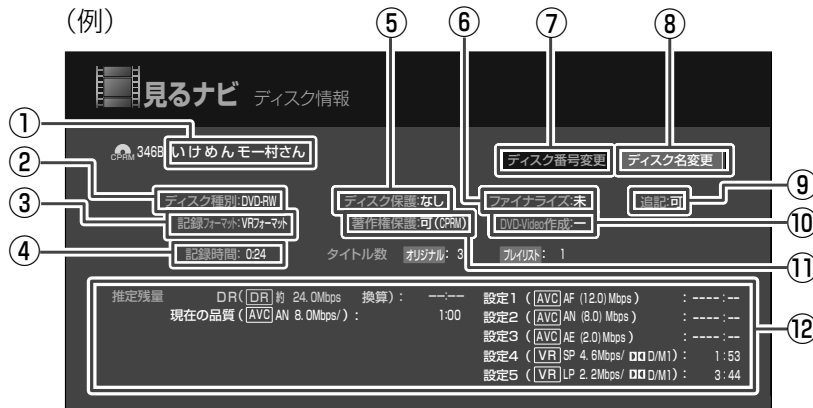 (例)
⑤ ⑥ ⑦ ⑧
見るナビ ディスク情報
①
CPRM 346B いけめんモー村さん ディスク番号変更 ディスク名変更
②
ディスク種別:DVD-RW ディスク保護:なし ファイナライズ:未 追記:可 ⑨
③ 記録フォーマット:VRフォーマット 著作権保護:可(CPRM) DVD-Video作成:ー ⑩
④ 記録時間: 0:24 タイトル数 オリジナル: 3 プレイリスト: 1 ⑪
推定残量 DR( DR 約 24.0Mbps 換算): --:-- 設定1 ( AVC AF (12.0) Mbps ) : ----:--
現在の品質 ( AVC AN 8.0Mbps/ ) : 1:00 設定2 ( AVC AN (8.0) Mbps ) : ----:-- ⑫
設定3 ( AVC AE (2.0) Mbps ) : ----:--
設定4 ( VR SP 4.6Mbps/ D/M1) : 1:53
設定5 ( VR LP 2.2Mbps/ D/M1) : 3:44